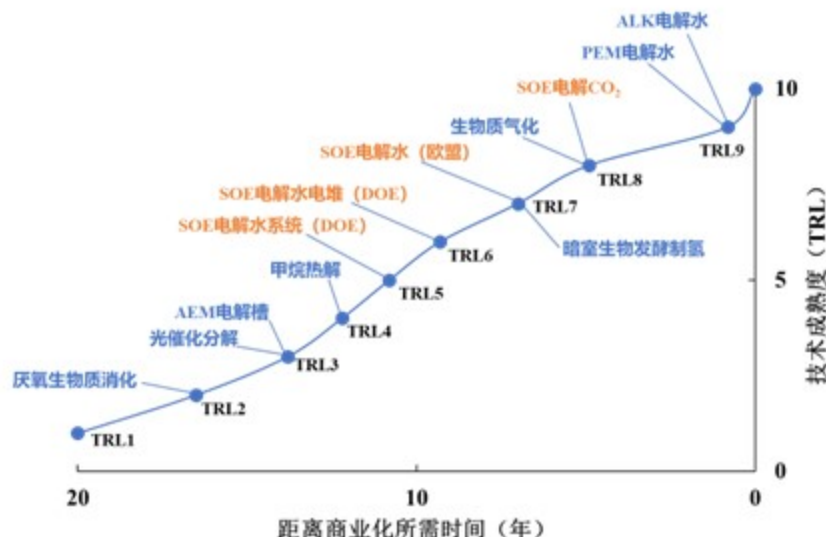 ALK电解水
PEM电解水
10
SOE电解CO₂
生物质气化
TRL9
SOE电解水（欧盟）
TRL8
SOE电解水电堆（DOE）
TRL7
SOE电解水系统（DOE）
TRL6
暗室生物发酵制氢
甲烷热解
TRL5
5
AEM电解槽
TRL4
光催化分解
TRL3
厌氧生物质消化
TRL2
TRL1
技术成熟度（TRL）
0
20
10
0
距离商业化所需时间（年）